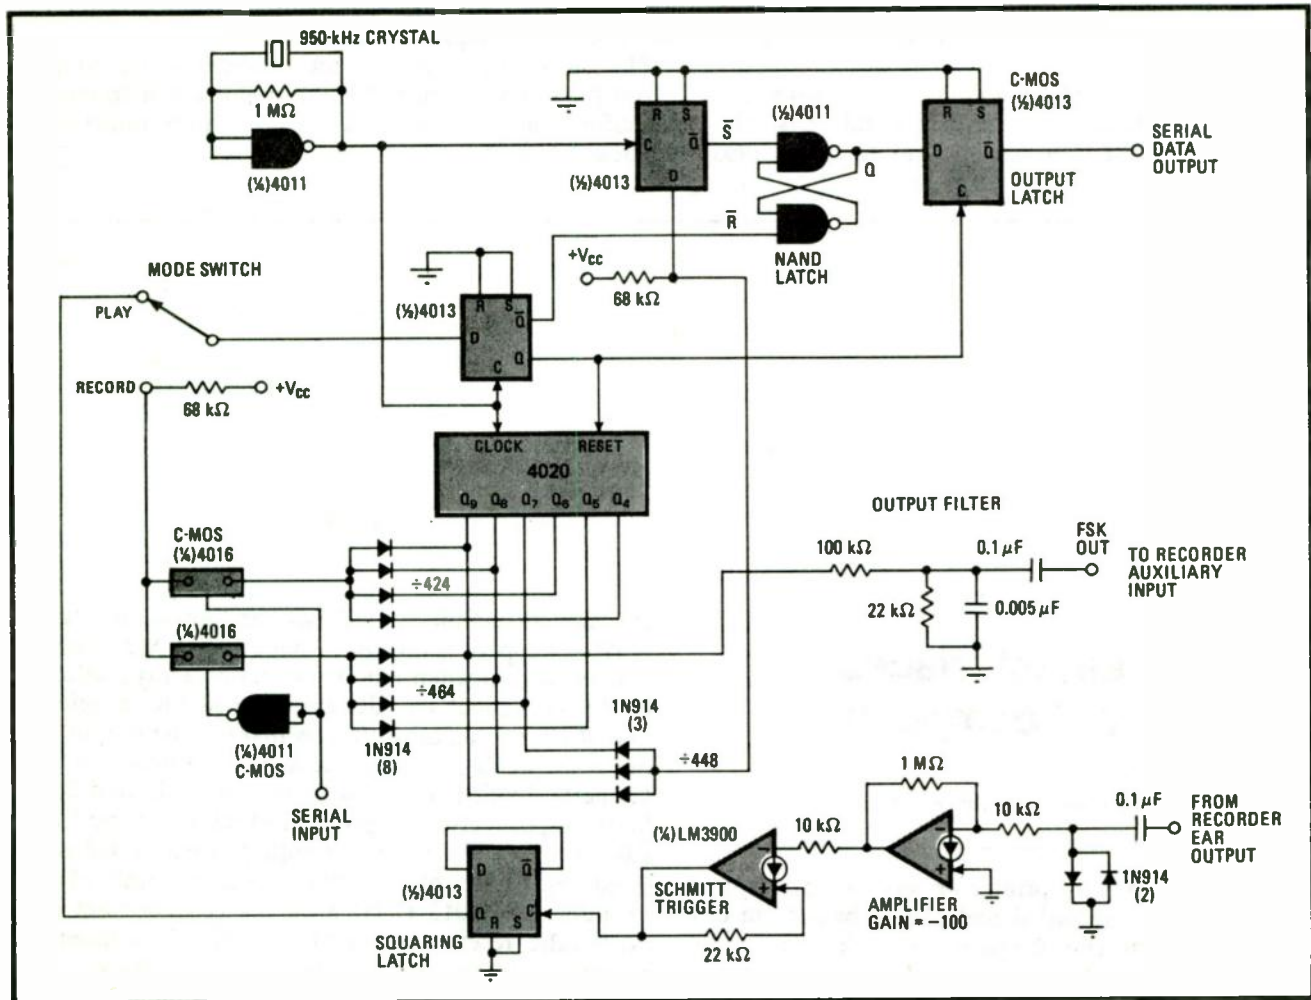 950-kHz CRYSTAL
1 MΩ
(¼)4011
R S
C Q̅
D
(½)4013
S̅
(½)4011
Q
R̅
NAND
LATCH
C-MOS
(½)4013
R S
D Q̅
C
OUTPUT
LATCH
SERIAL
DATA
OUTPUT
MODE SWITCH
PLAY
RECORD
68 kΩ
+Vcc
(½)4013
R S
Q̅
D
Q
C
+Vcc
68 kΩ
CLOCK RESET
4020
Q9 Q8 Q7 Q6 Q5 Q4
C-MOS
(¼)4016
(¼)4016
(¼)4011
C-MOS
SERIAL
INPUT
÷424
÷464
1N914
(8)
1N914
(3)
÷448
OUTPUT FILTER
100 kΩ
22 kΩ
0.1 µF
0.005 µF
FSK
OUT
TO RECORDER
AUXILIARY
INPUT
D Q̅
Q C
R S
(½)4013
SQUARING
LATCH
(¼)LM3900
SCHMITT
TRIGGER
−
+
22 kΩ
10 kΩ
1 MΩ
−
+
AMPLIFIER
GAIN = −100
10 kΩ
0.1 µF
1N914
(2)
FROM
RECORDER
EAR
OUTPUT